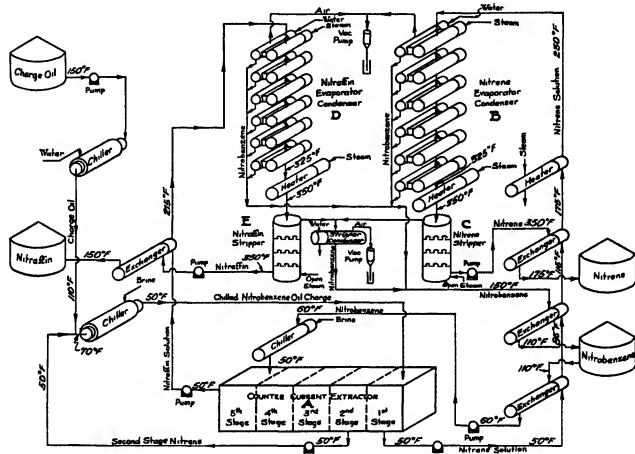 Air
Water
Steam
Vac
Pump
Water
Steam
Charge Oil
150°F
Pump
Nitraffin
Evaporator
Condenser
D
Nitrene
Evaporator
Condenser
B
250°F
Nitrene Solution
Nitrobenzene
Nitrobenzene
Water
Chiller
Steam
325°F
Steam
Heater
350°F
325°F
Steam
Heater
350°F
Charge Oil
215°F
175°F
E
Nitraffin
Stripper
Water
Air
Stripper
Condenser
Vac
Pump
C
Nitrene
Stripper
Nitrene 350°F
Exchanger
Nitraffin
150°F
Exchanger
350°F
Nitraffin
Pump
Open
Steam
Nitrobenzene
Pump
Open Steam
175°F
Nitrene
110°F
Brine
Chiller
50°F
Chilled Nitrobenzene Oil Charge
150°F
Nitrobenzene
60°F
Nitrobenzene
Brine
Chiller
50°F
Exchanger
110°F
Nitrobenzene
70°F
110°F
50°F
Nitraffin Solution
50°F
Pump
Counter Current Extractor
A
5th Stage
4th Stage
3rd Stage
2nd Stage
1st Stage
Exchanger
60°F
Pump
Second Stage Nitrene
50°F
50°F
Nitrene Solution
50°F